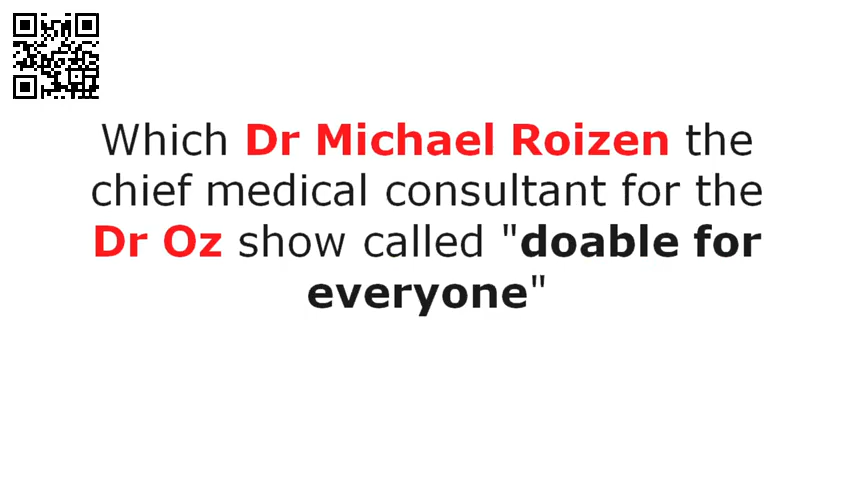 Which Dr Michael Roizen the
chief medical consultant for the
Dr Oz show called "doable for
everyone"